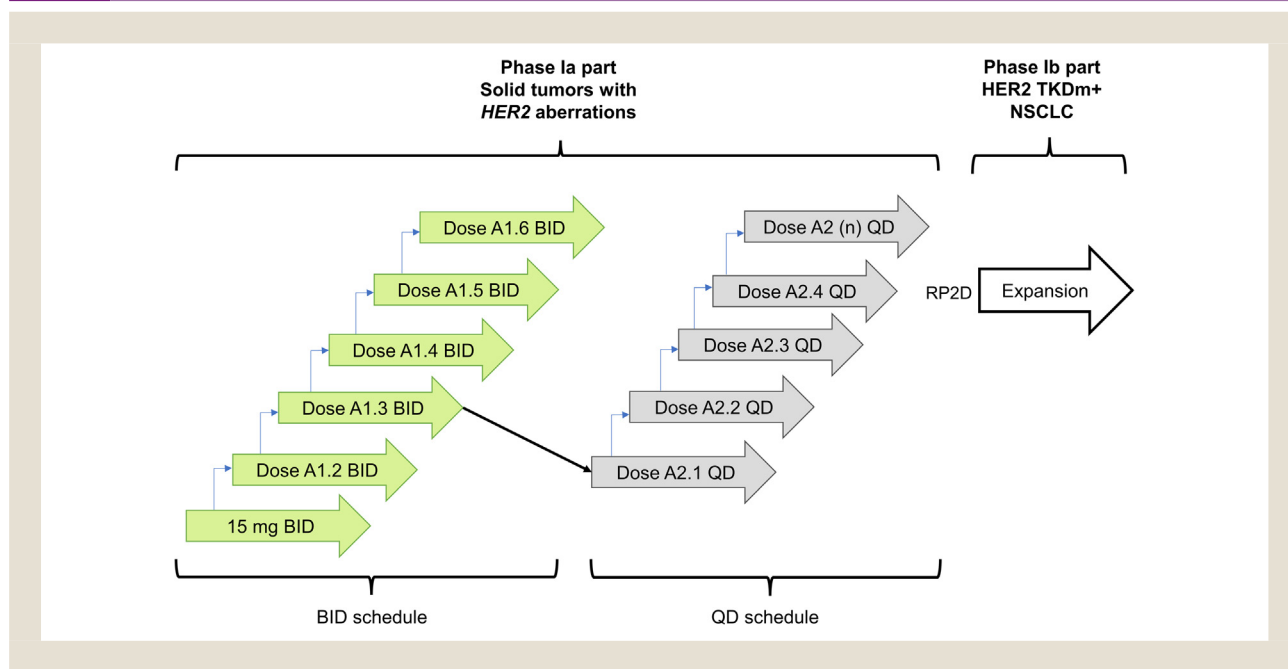 Phase Ia part
Solid tumors with
HER2 aberrations
Phase Ib part
HER2 TKDm+
NSCLC
Dose A1.6 BID
Dose A1.5 BID
Dose A1.4 BID
Dose A1.3 BID
Dose A1.2 BID
15 mg BID
Dose A2 (n) QD
Dose A2.4 QD
Dose A2.3 QD
Dose A2.2 QD
Dose A2.1 QD
RP2D
Expansion
BID schedule
QD schedule